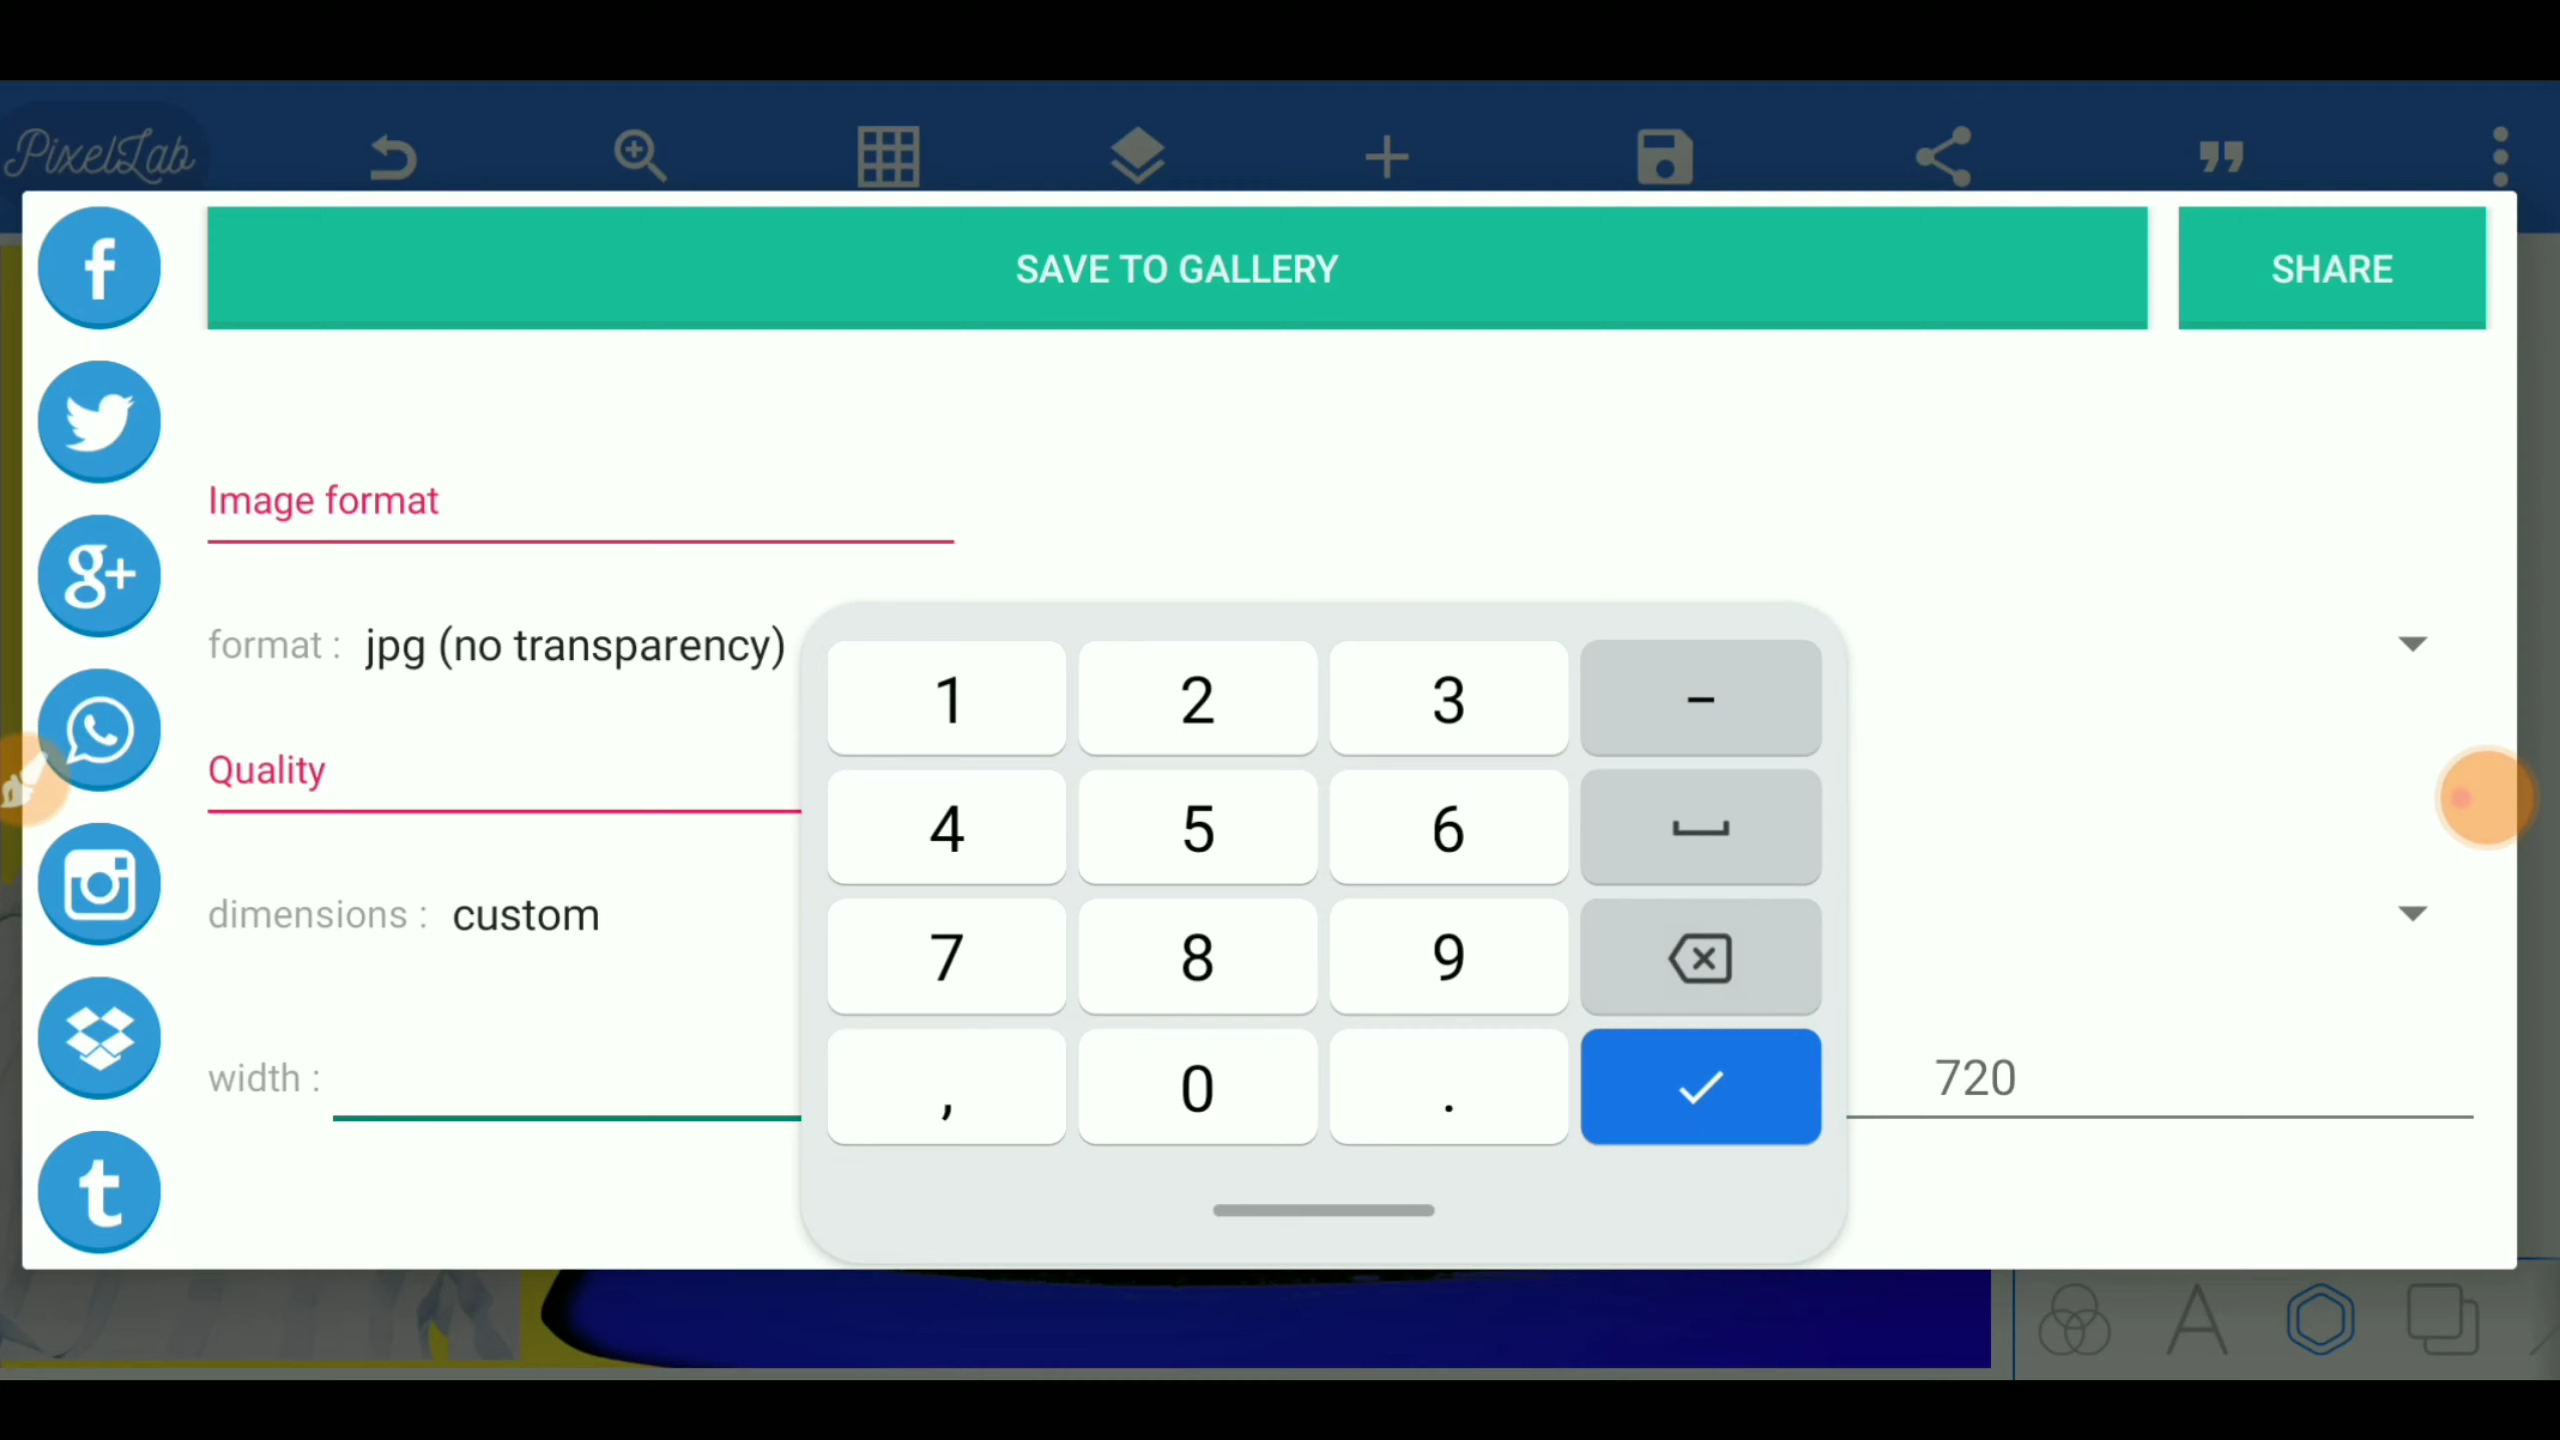 PixelLab
SAVE TO GALLERY
SHARE
Image format
format : jpg (no transparency)
Quality
dimensions : custom
width :
720
1 2 3 –
4 5 6
7 8 9
, 0 .